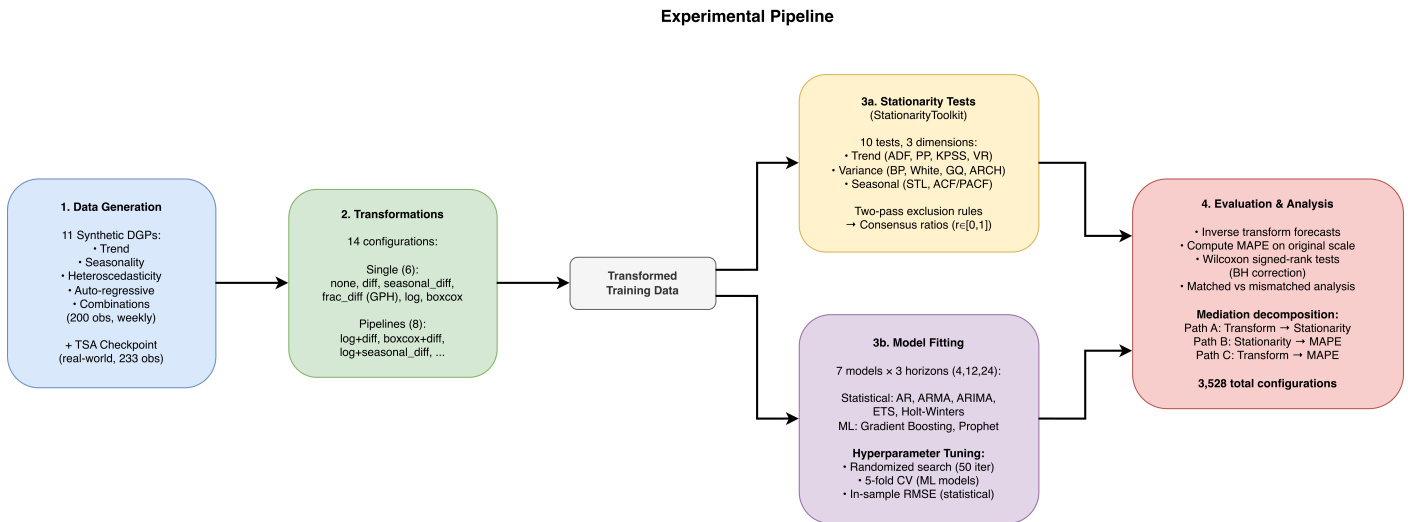 Experimental Pipeline
1. Data Generation
11 Synthetic DGPs:
• Trend
• Seasonality
• Heteroscedasticity
• Auto-regressive
• Combinations
(200 obs, weekly)
+ TSA Checkpoint
(real-world, 233 obs)
2. Transformations
14 configurations:
Single (6):
none, diff, seasonal_diff,
frac_diff (GPH), log, boxcox
Pipelines (8):
log+diff, boxcox+diff,
log+seasonal_diff, ...
Transformed
Training Data
3a. Stationarity Tests
(StationarityToolkit)
10 tests, 3 dimensions:
• Trend (ADF, PP, KPSS, VR)
• Variance (BP, White, GQ, ARCH)
• Seasonal (STL, ACF/PACF)
Two-pass exclusion rules
→ Consensus ratios (r∈[0,1])
3b. Model Fitting
7 models × 3 horizons (4,12,24):
Statistical: AR, ARMA, ARIMA,
ETS, Holt-Winters
ML: Gradient Boosting, Prophet
Hyperparameter Tuning:
• Randomized search (50 iter)
• 5-fold CV (ML models)
• In-sample RMSE (statistical)
4. Evaluation & Analysis
• Inverse transform forecasts
• Compute MAPE on original scale
• Wilcoxon signed-rank tests
(BH correction)
• Matched vs mismatched analysis
Mediation decomposition:
Path A: Transform → Stationarity
Path B: Stationarity → MAPE
Path C: Transform → MAPE
3,528 total configurations